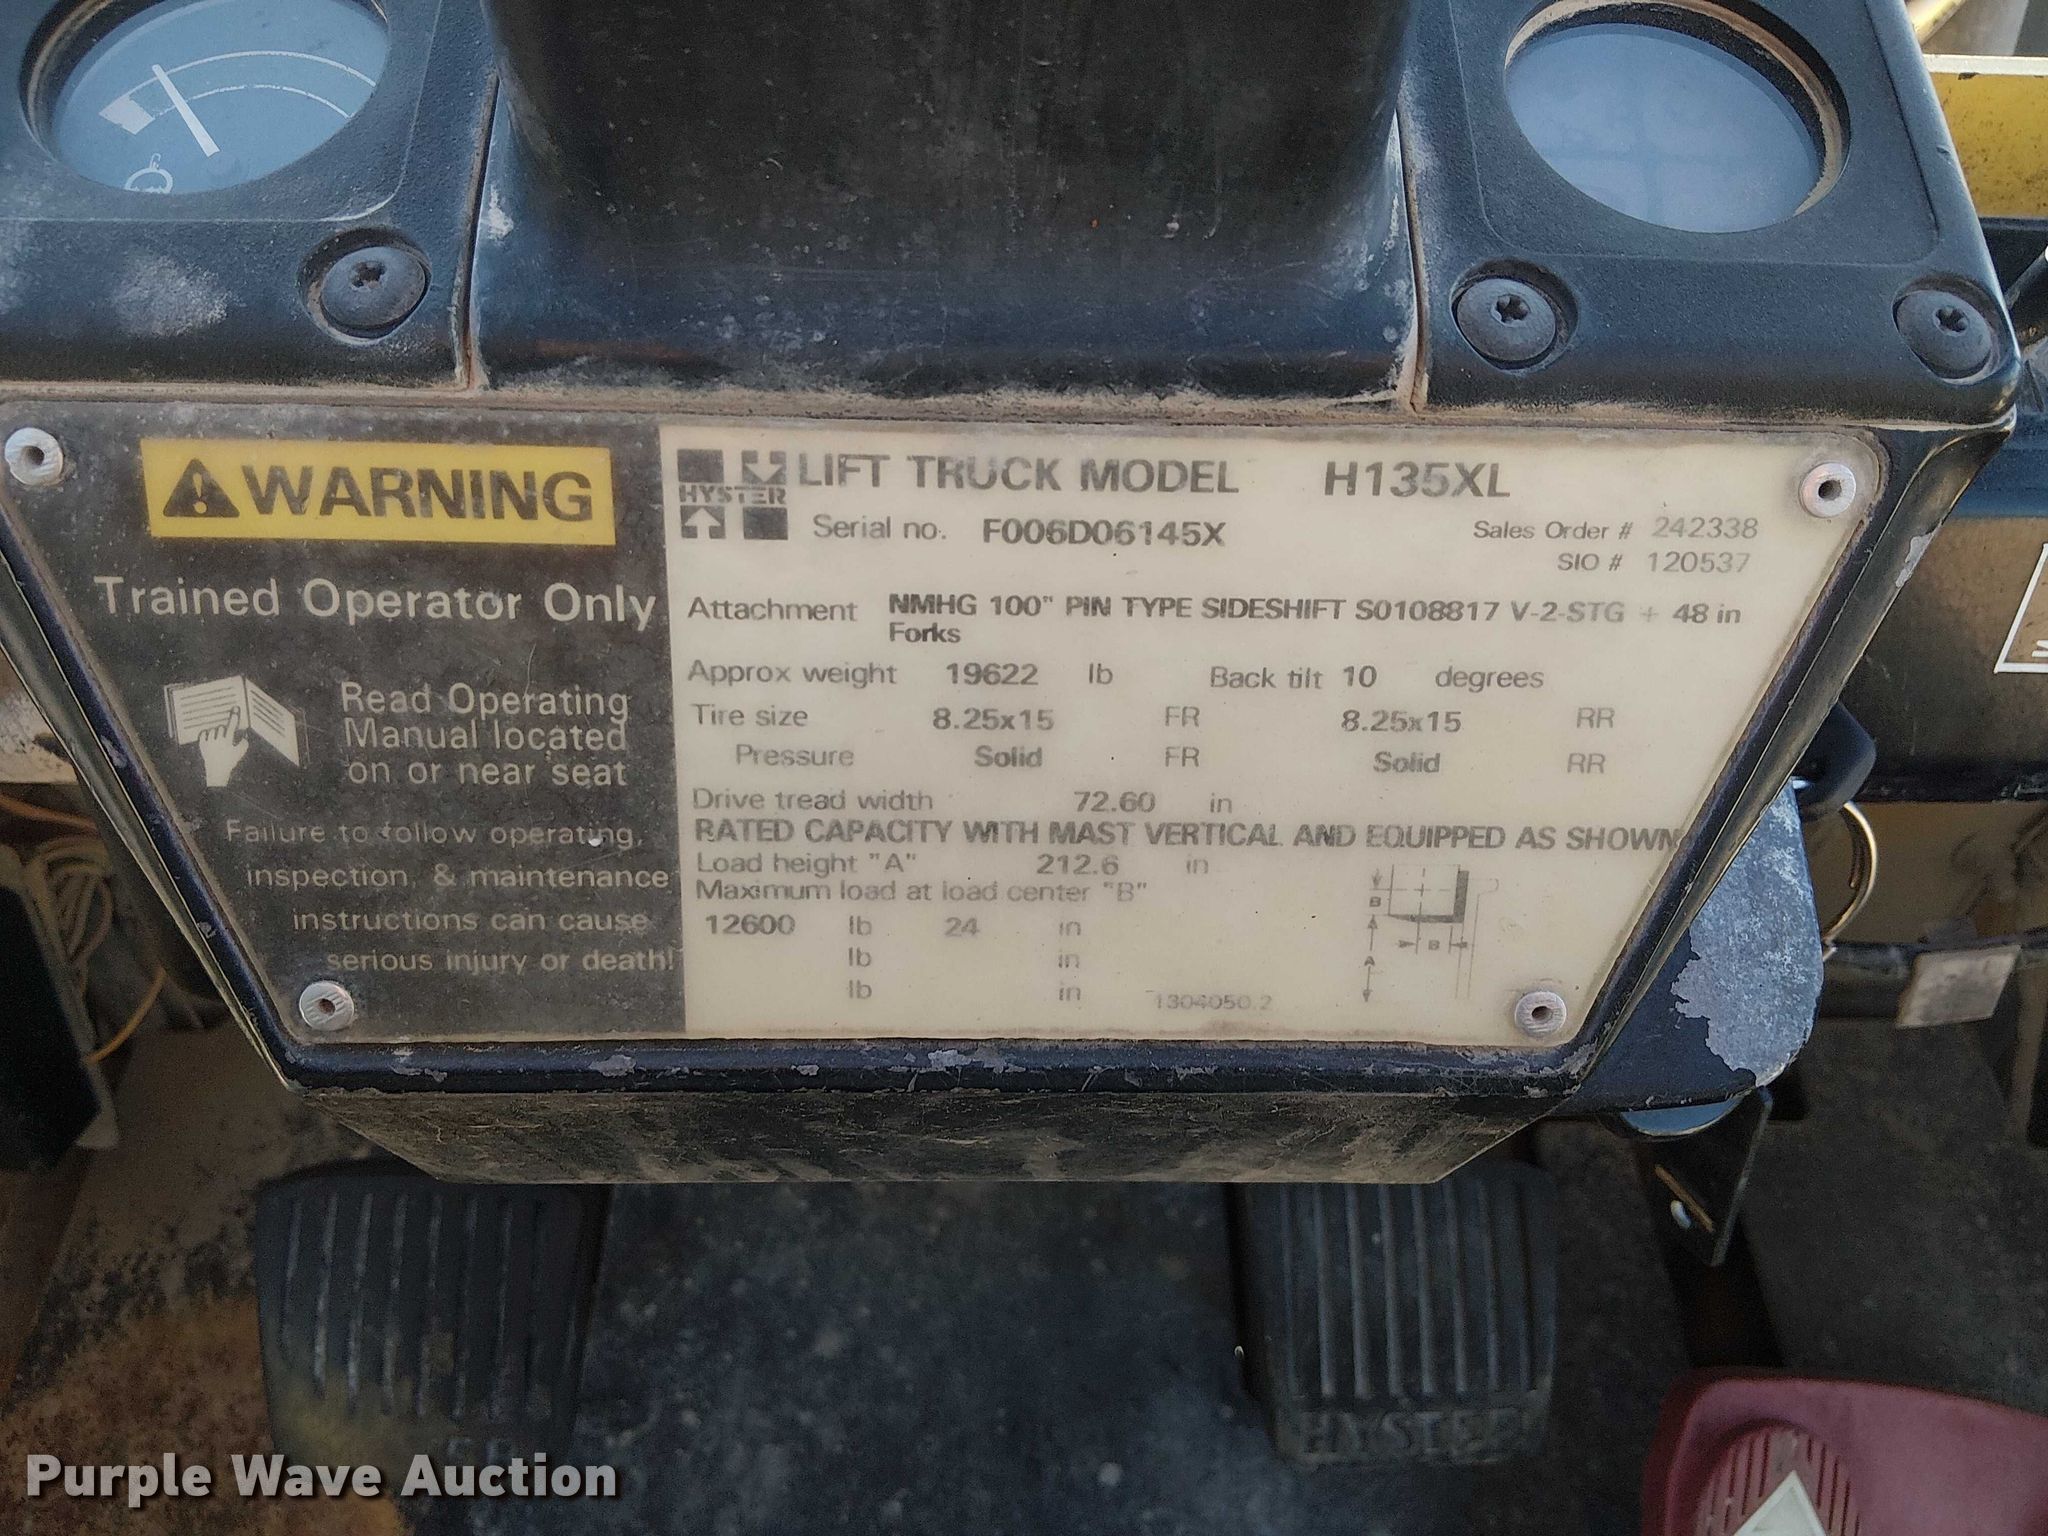 WARNING
Trained Operator Only
Read Operating
Manual located
on or near seat
Failure to follow operating,
inspection, & maintenance
instructions can cause
serious injury or death!
HYSTER
LIFT TRUCK MODEL H135XL
Serial no. F006D06145X
Sales Order # 242338
SIO # 120537
Attachment NMHG 100" PIN TYPE SIDESHIFT S0108817 V-2-STG + 48 in
Forks
Approx weight 19622 lb Back tilt 10 degrees
Tire size 8.25x15 FR 8.25x15 RR
Pressure Solid FR Solid RR
Drive tread width 72.60 in
RATED CAPACITY WITH MAST VERTICAL AND EQUIPPED AS SHOWN
Load height "A" 212.6 in
Maximum load at load center "B"
12600 lb 24 in
lb in
lb in
B
B
A
1304050.2
HYSTER
Purple Wave Auction